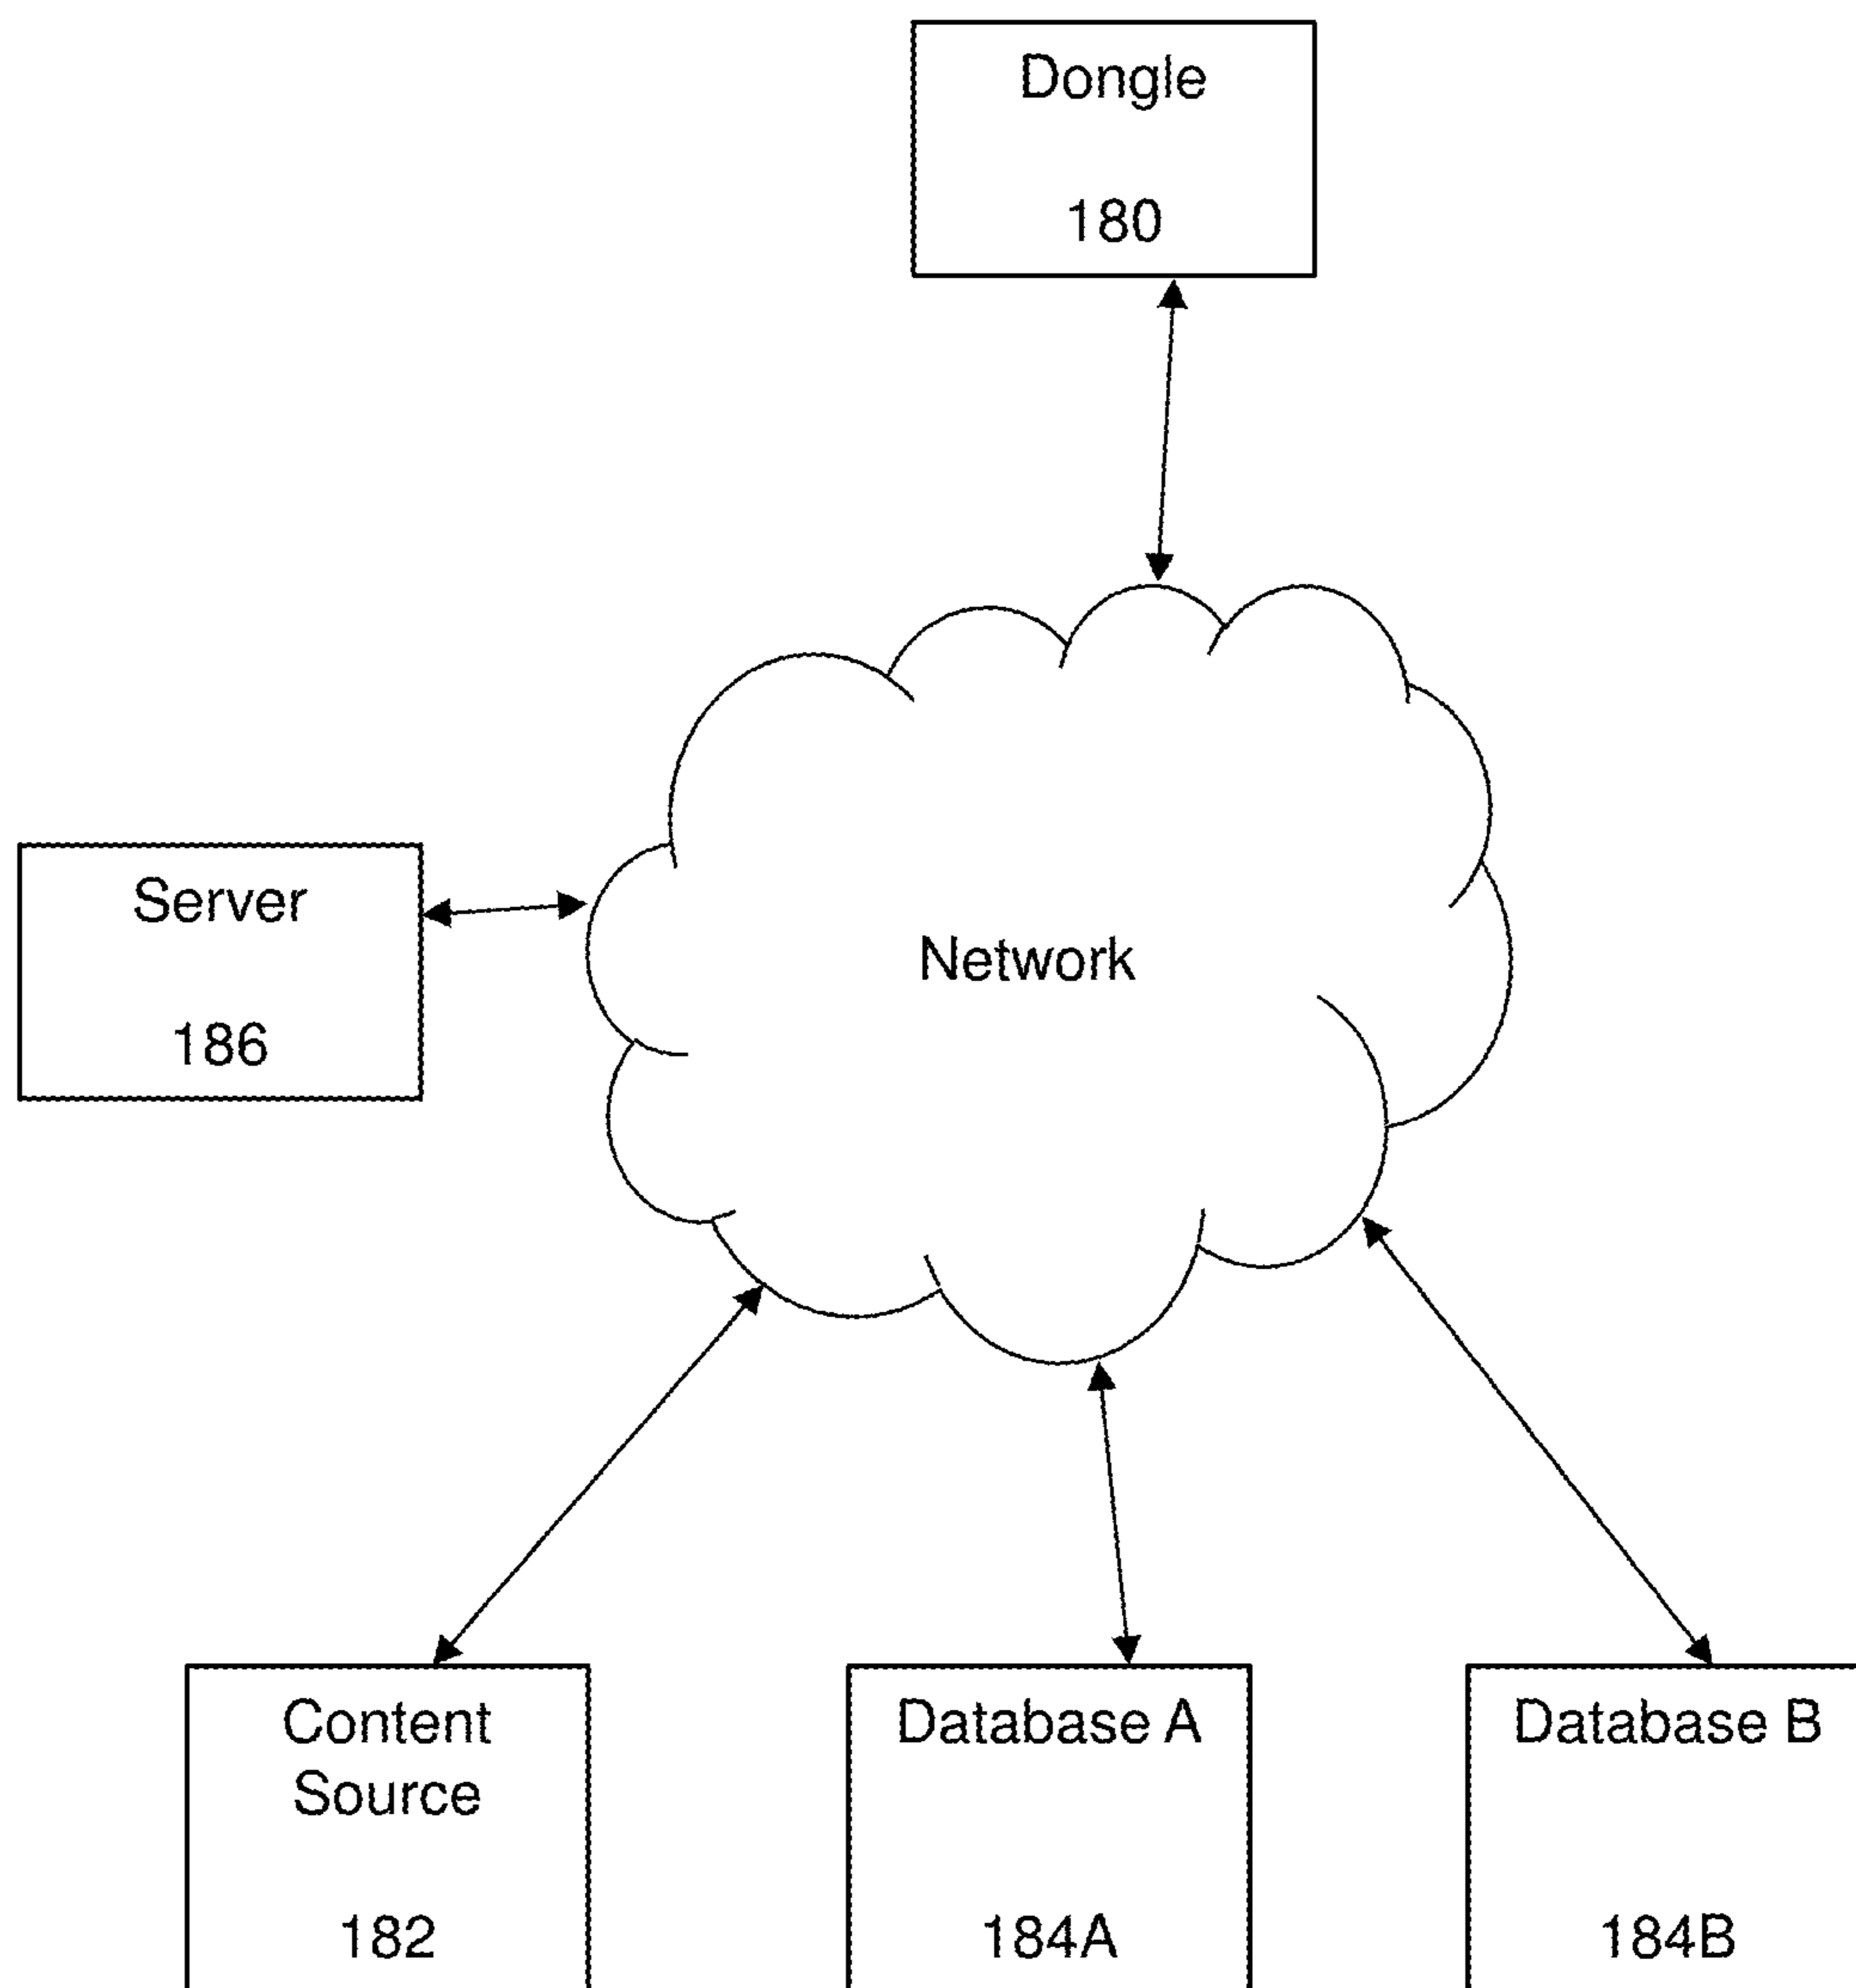 Dongle
180
Server
186
Network
Content
Source
182
Database A
184A
Database B
184B